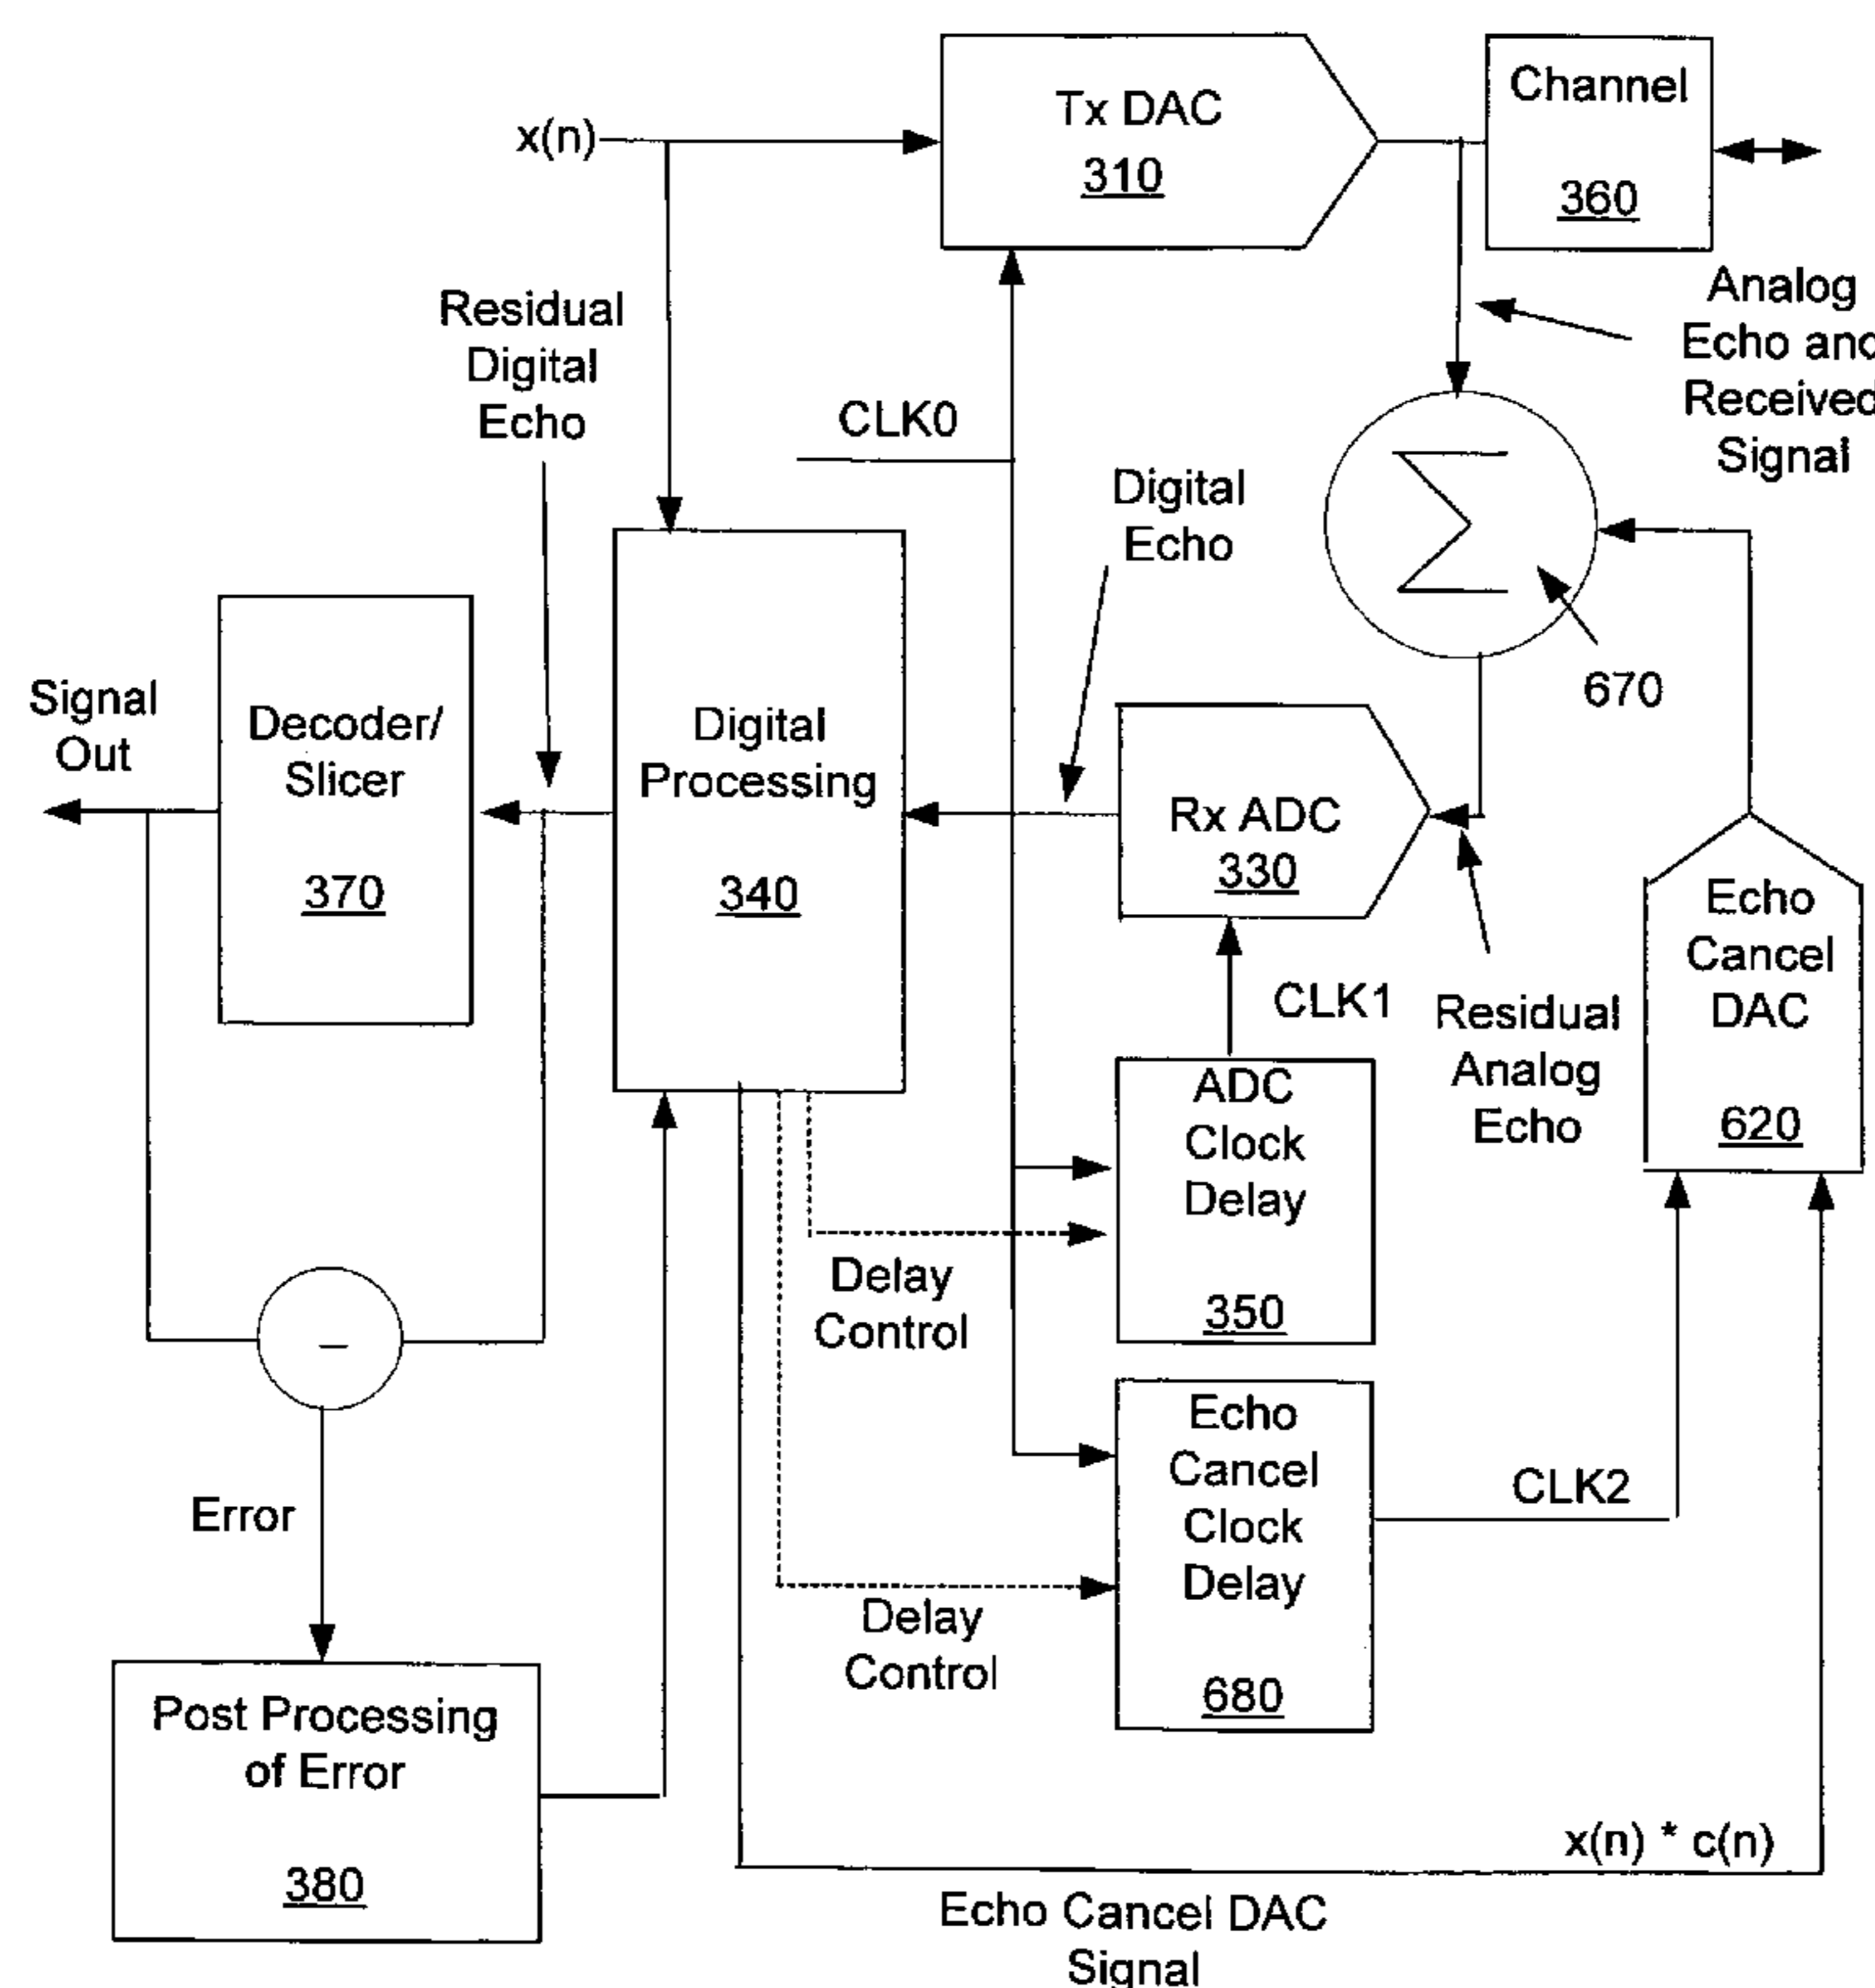 x(n)
Tx DAC
310
Channel
360
Residual
Digital
Echo
CLK0
Digital
Echo
Analog
Echo and
Received
Signal
670
Signal
Out
Decoder/
Slicer
370
Digital
Processing
340
Rx ADC
330
CLK1
Residual
Analog
Echo
Echo
Cancel
DAC
620
ADC
Clock
Delay
350
Delay
Control
Echo
Cancel
Clock
Delay
680
CLK2
Delay
Control
−
Error
Post Processing
of Error
380
x(n) * c(n)
Echo Cancel DAC
Signal